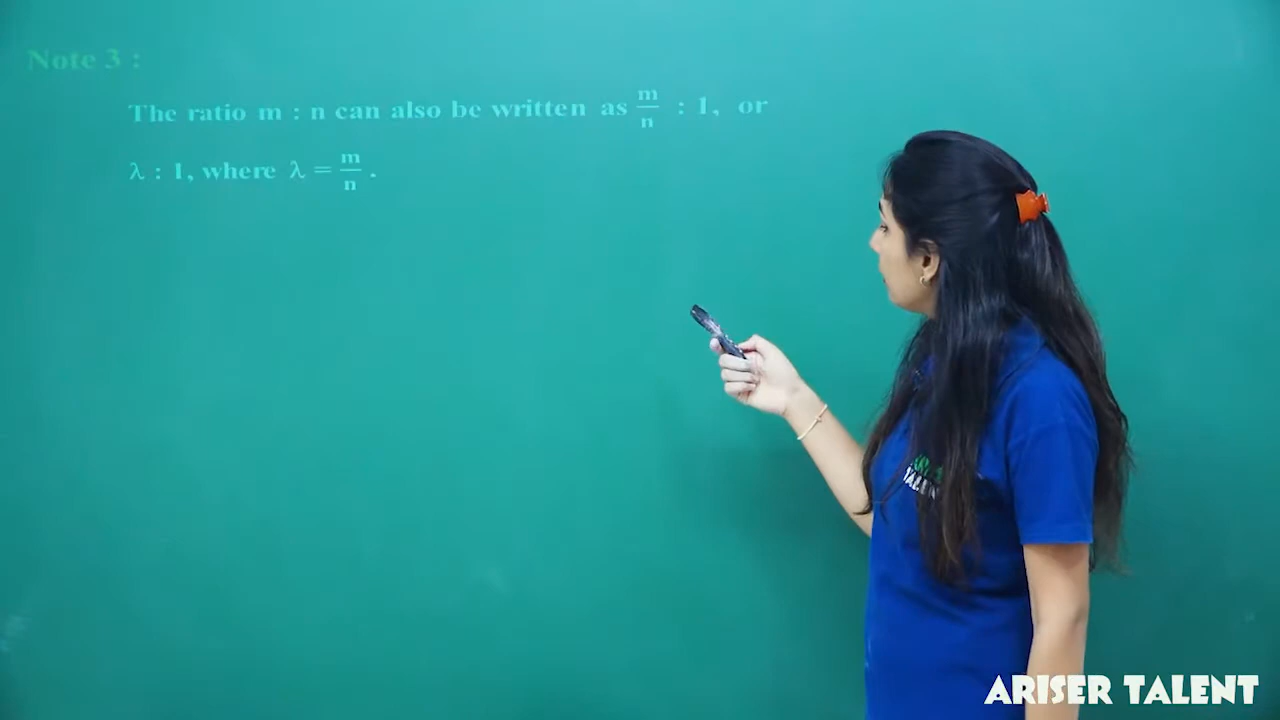 Note 3 :
The ratio m : n can also be written as m/n : 1, or
λ : 1, where λ = m/n .
ARISER TALENT